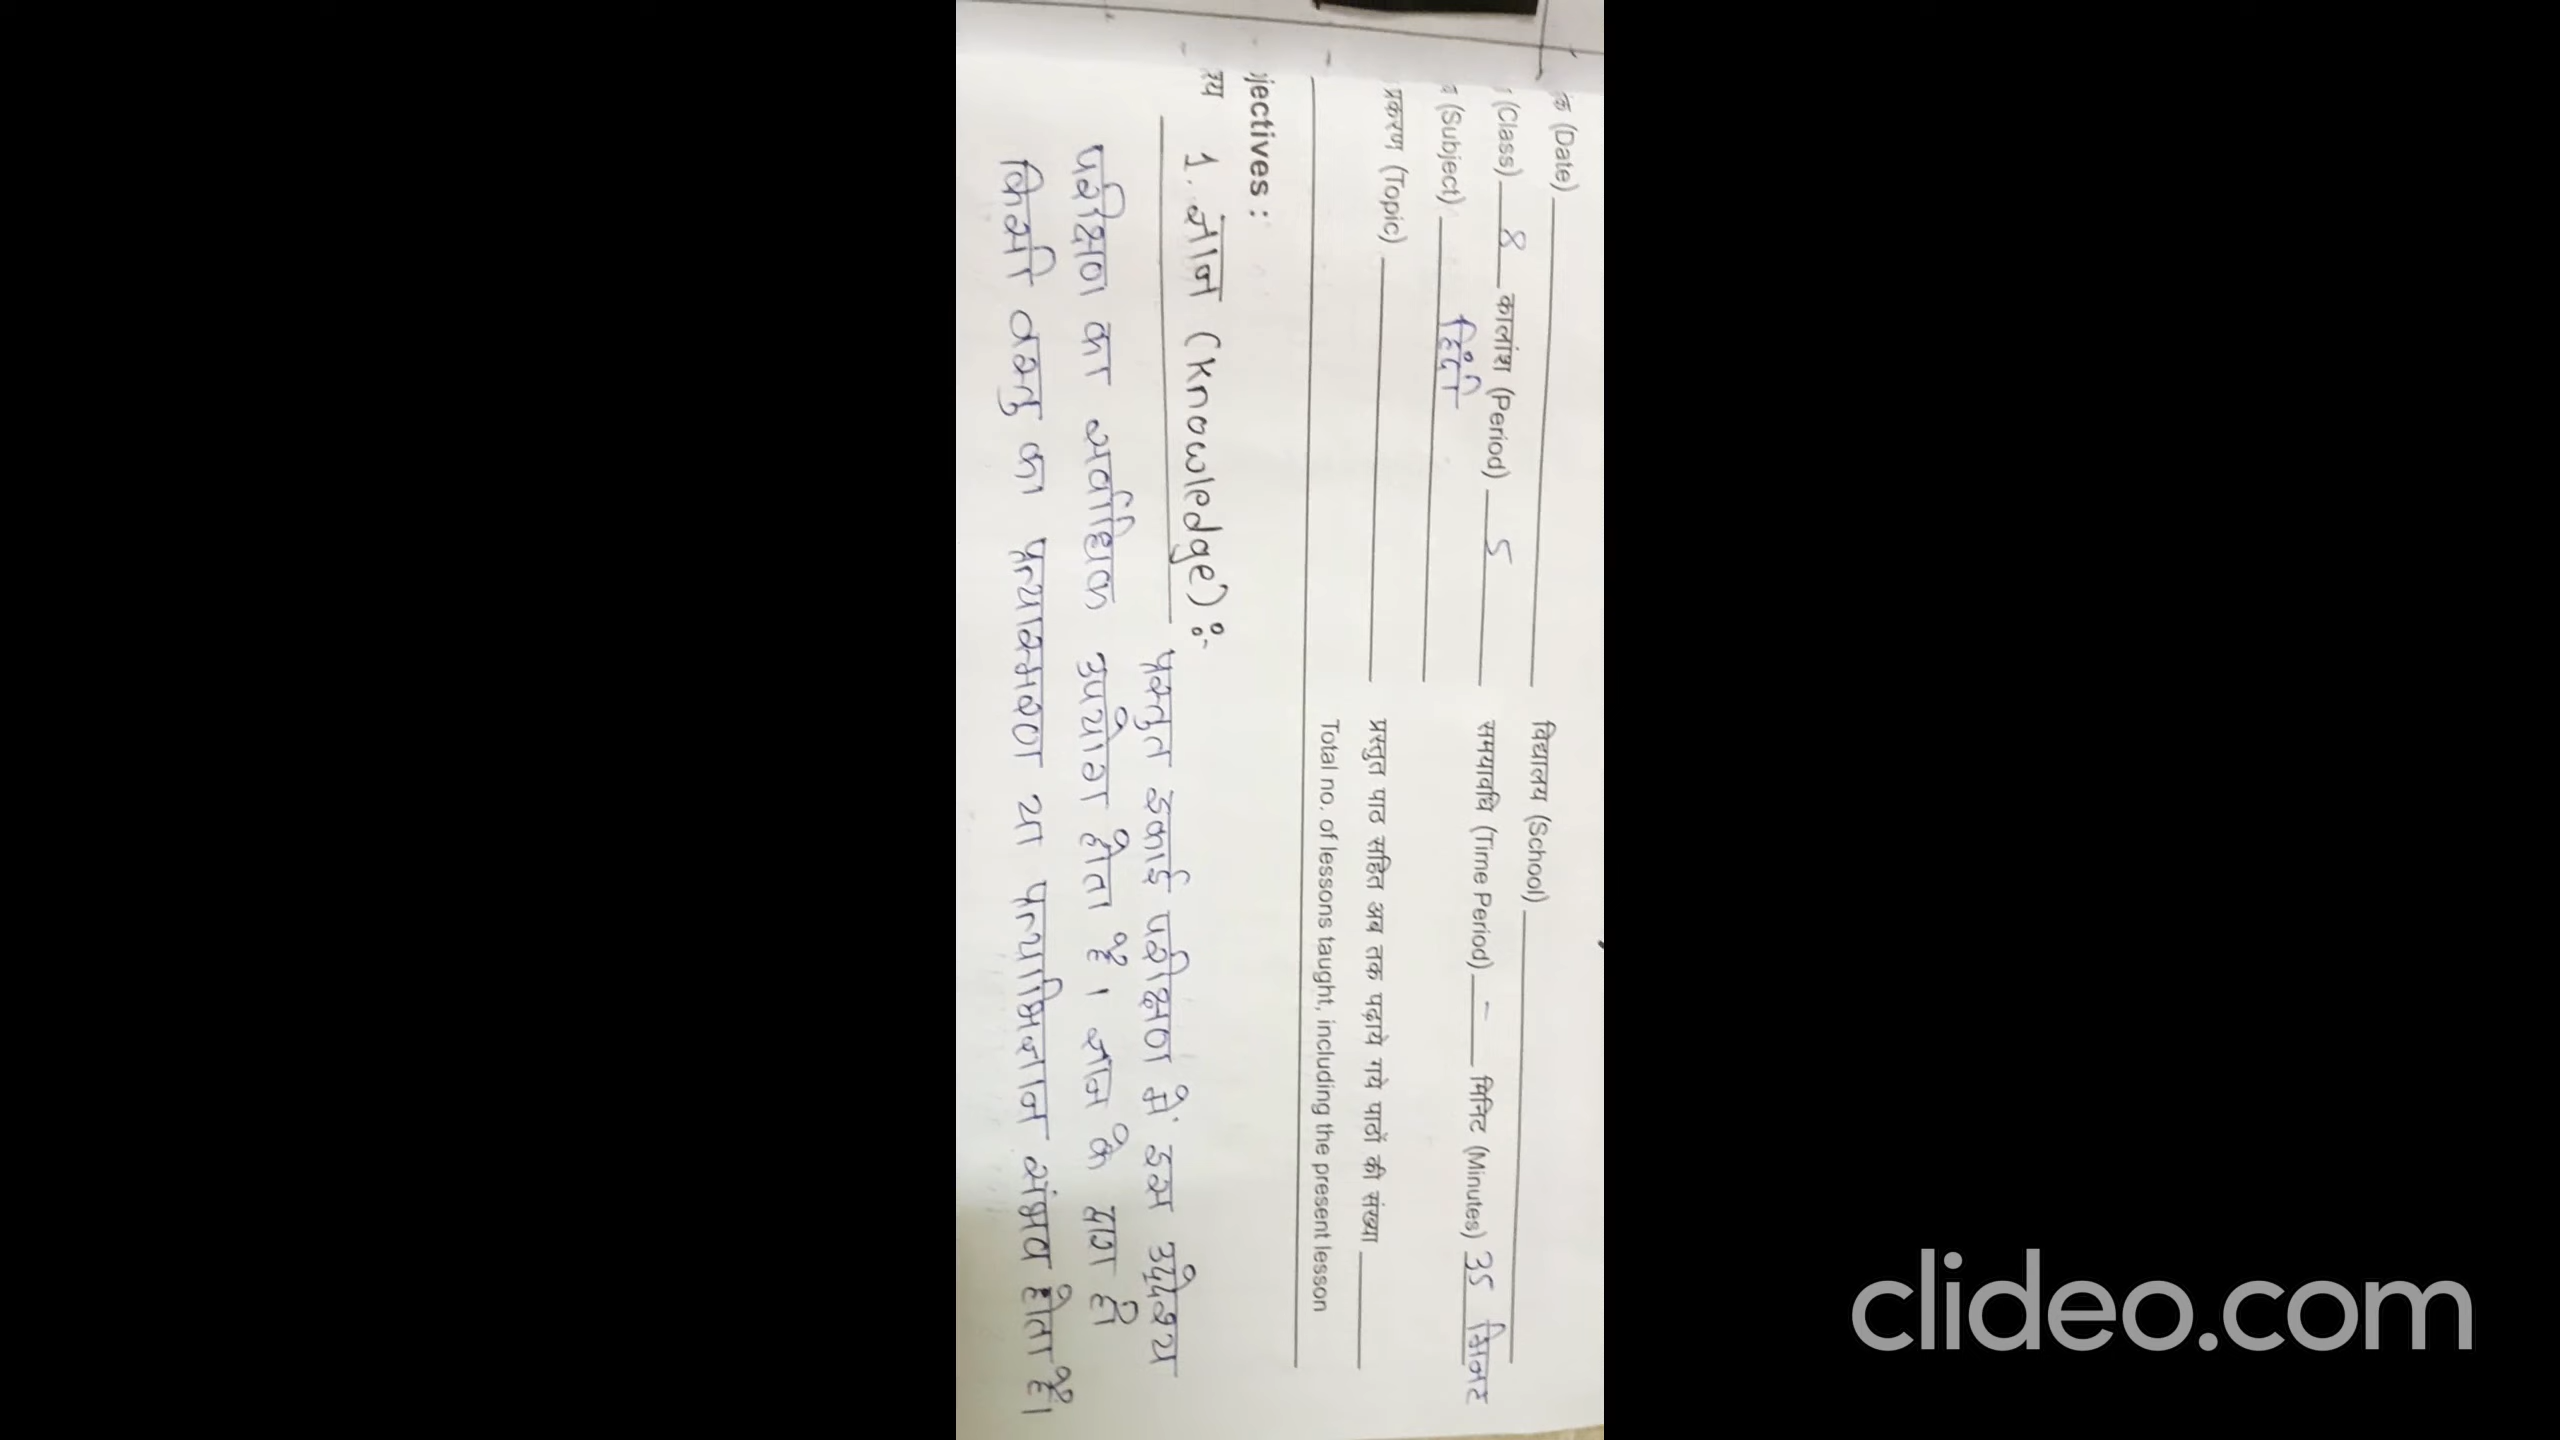 क (Date) विद्यालय (School)
(Class) 8 कालांश (Period) 5 समयावधि (Time Period) - मिनिट (Minutes) 35 मिनट
(Subject) हिंदी
प्रकरण (Topic) प्रस्तुत पाठ सहित अब तक पढ़ाये गये पाठों की संख्या
Total no. of lessons taught, including the present lesson
jectives :
श्य 1. ज्ञान (Knowledge) :-
प्रस्तुत इकाई परीक्षण में इस उद्देश्य
परीक्षण का सर्वाधिक उपयोग होता है। ज्ञान के द्वारा ही
किसी वस्तु का प्रत्यास्मरण या प्रत्याभिज्ञान संभव होता है।
clideo.com